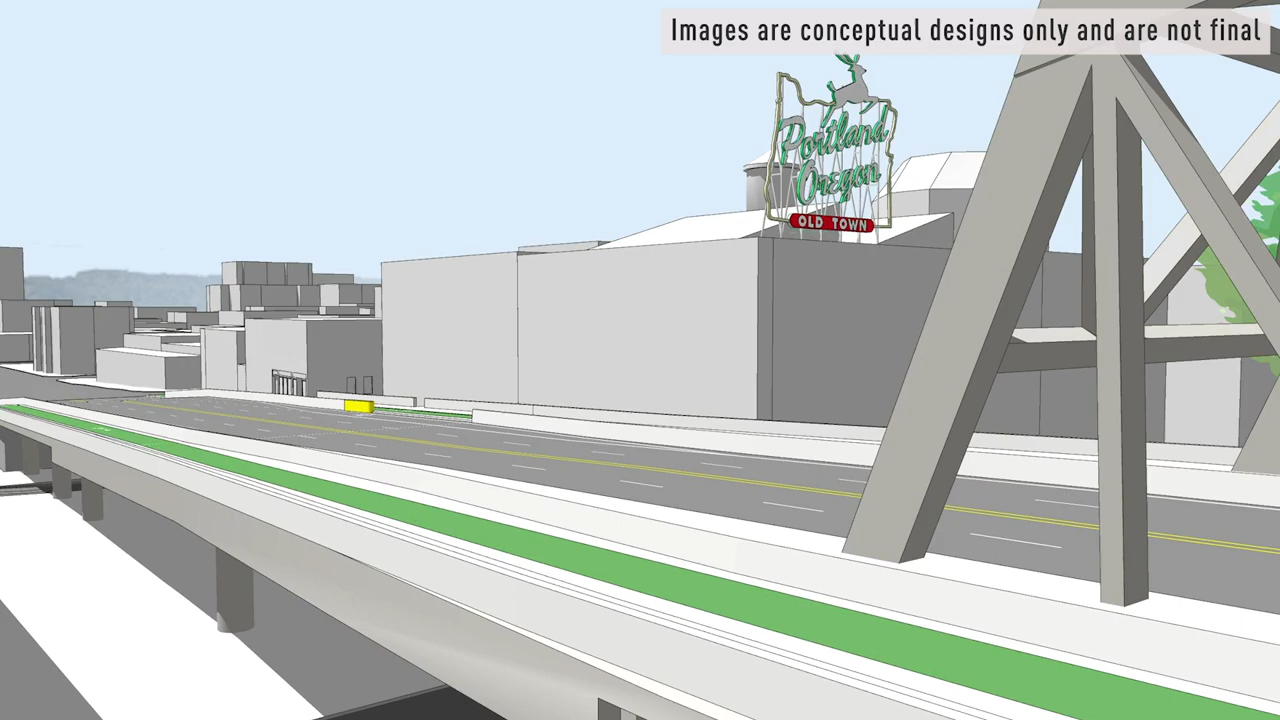 Images are conceptual designs only and are not final
Portland
Oregon
OLD TOWN